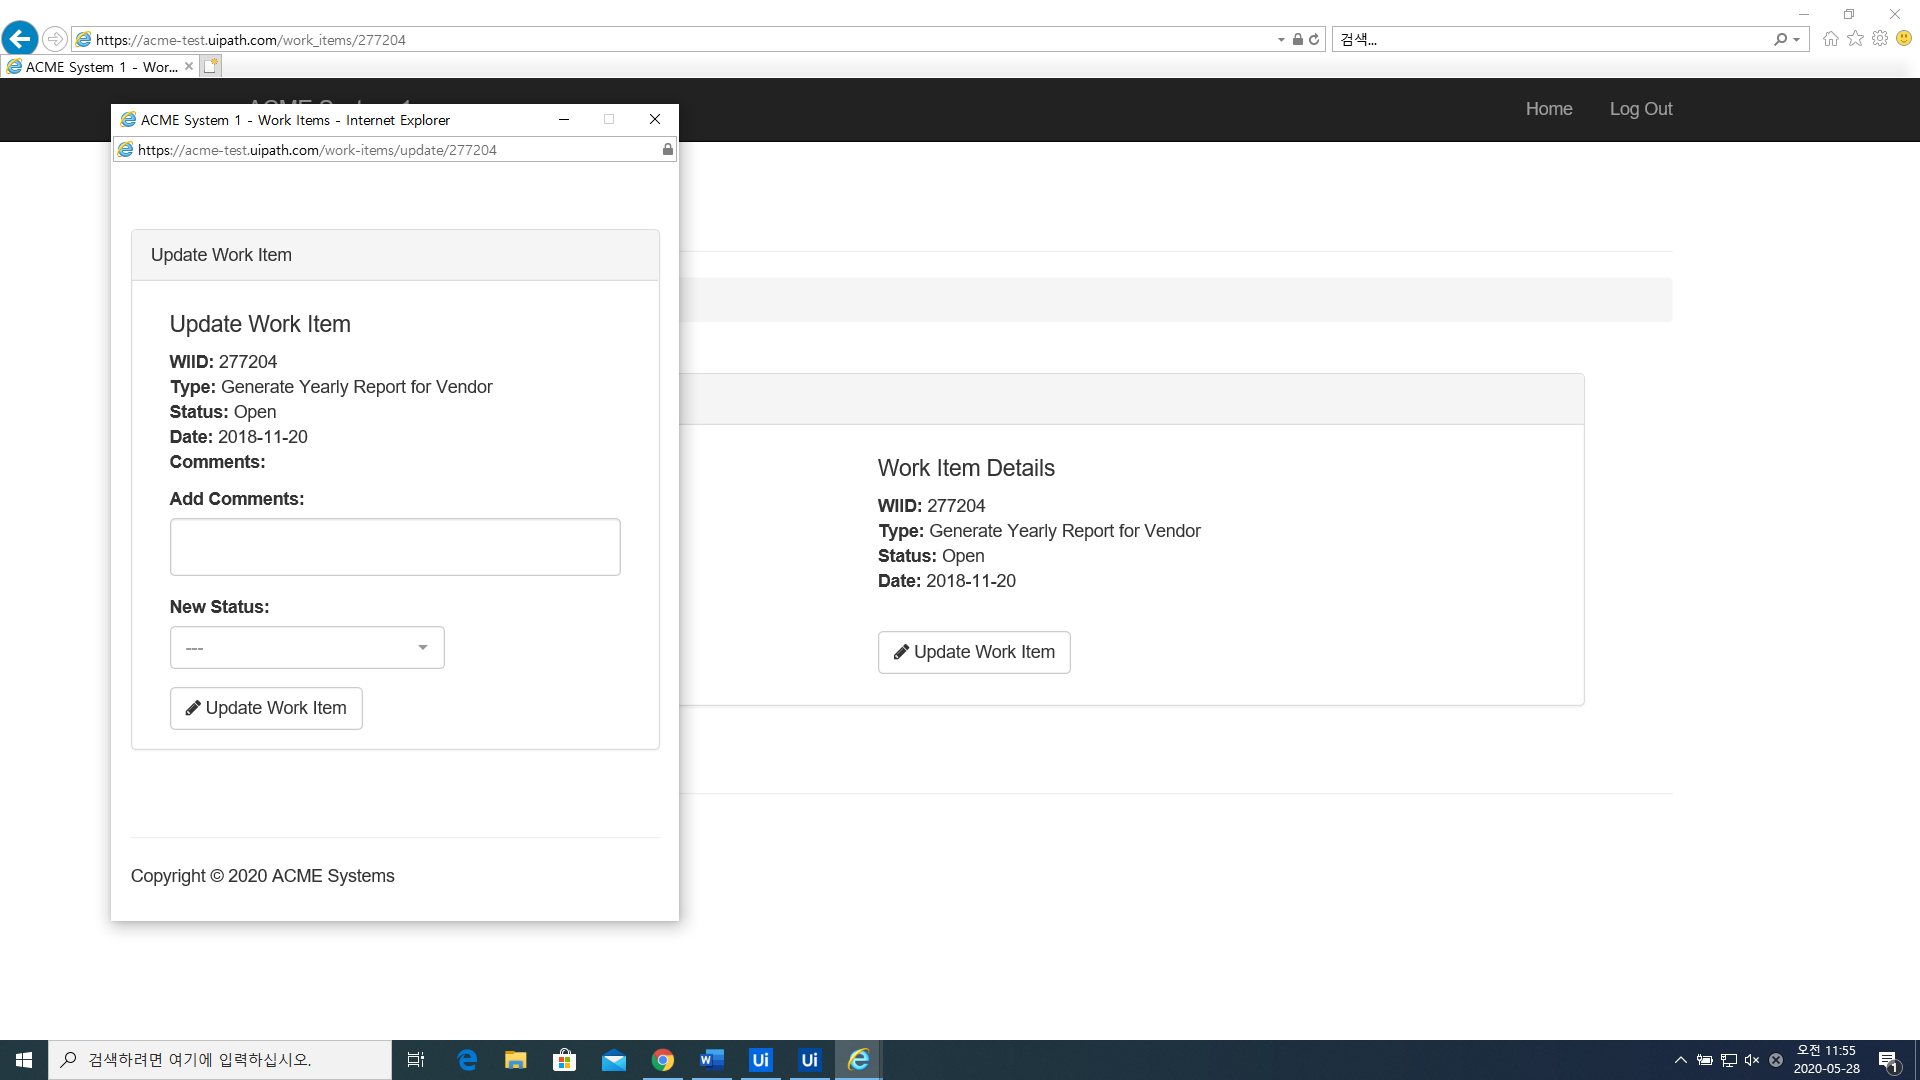 https://acme-test.uipath.com/work_items/277204
검색...
ACME System 1 - Wor...
Home
Log Out
ACME System 1 - Work Items - Internet Explorer
https://acme-test.uipath.com/work-items/update/277204
Update Work Item
Update Work Item
WIID: 277204
Type: Generate Yearly Report for Vendor
Status: Open
Date: 2018-11-20
Comments:
Add Comments:
New Status:
---
Update Work Item
Copyright © 2020 ACME Systems
Work Item Details
WIID: 277204
Type: Generate Yearly Report for Vendor
Status: Open
Date: 2018-11-20
Update Work Item
검색하려면 여기에 입력하십시오.
Ui
Ui
오전 11:55
2020-05-28
1